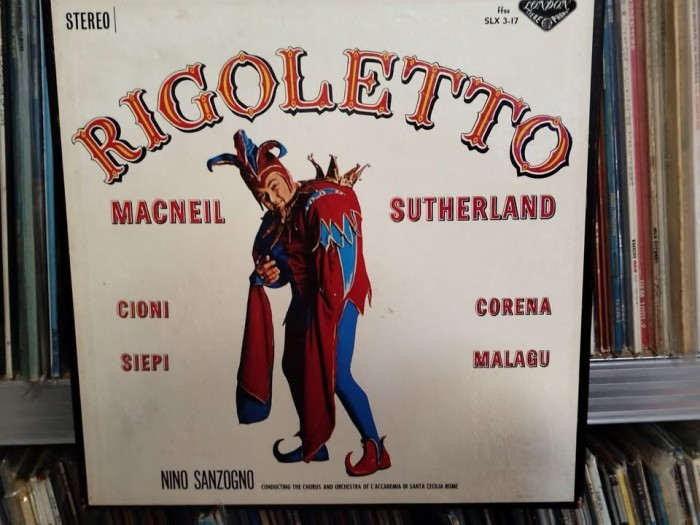 STEREO
ffss
SLX 3-17
LONDON
RIGOLETTO
MACNEIL
SUTHERLAND
CIONI
CORENA
SIEPI
MALAGU
NINO SANZOGNO CONDUCTING THE CHORUS AND ORCHESTRA OF L'ACCADEMIA DI SANTA CECILIA ROME